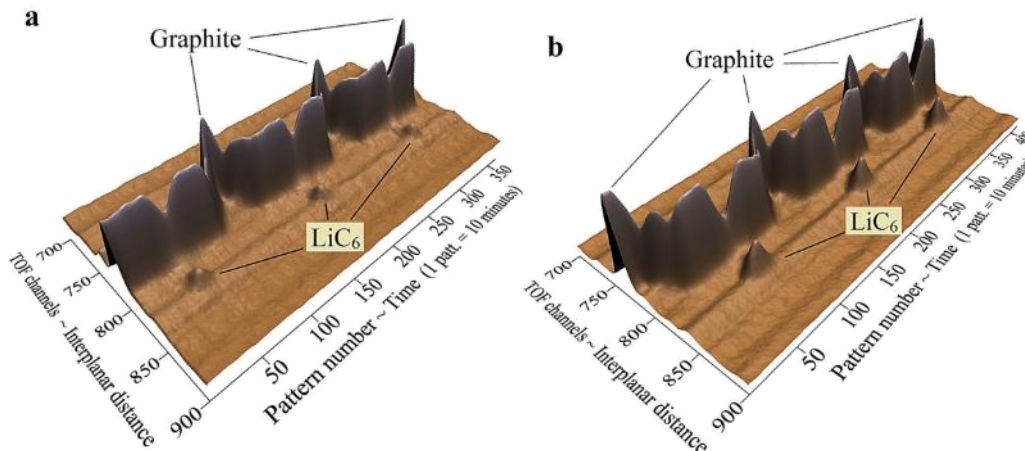 a
Graphite
LiC6
700
750
800
850
900
TOF channels ~ Interplanar distance
50
100
150
200
250
300
350
Pattern number ~ Time (1 patt. = 10 minutes)
b
Graphite
LiC6
700
750
800
850
900
TOF channels ~ Interplanar distance
50
100
150
200
250
300
350
Pattern number ~ Time (1 patt. = 10 minutes)